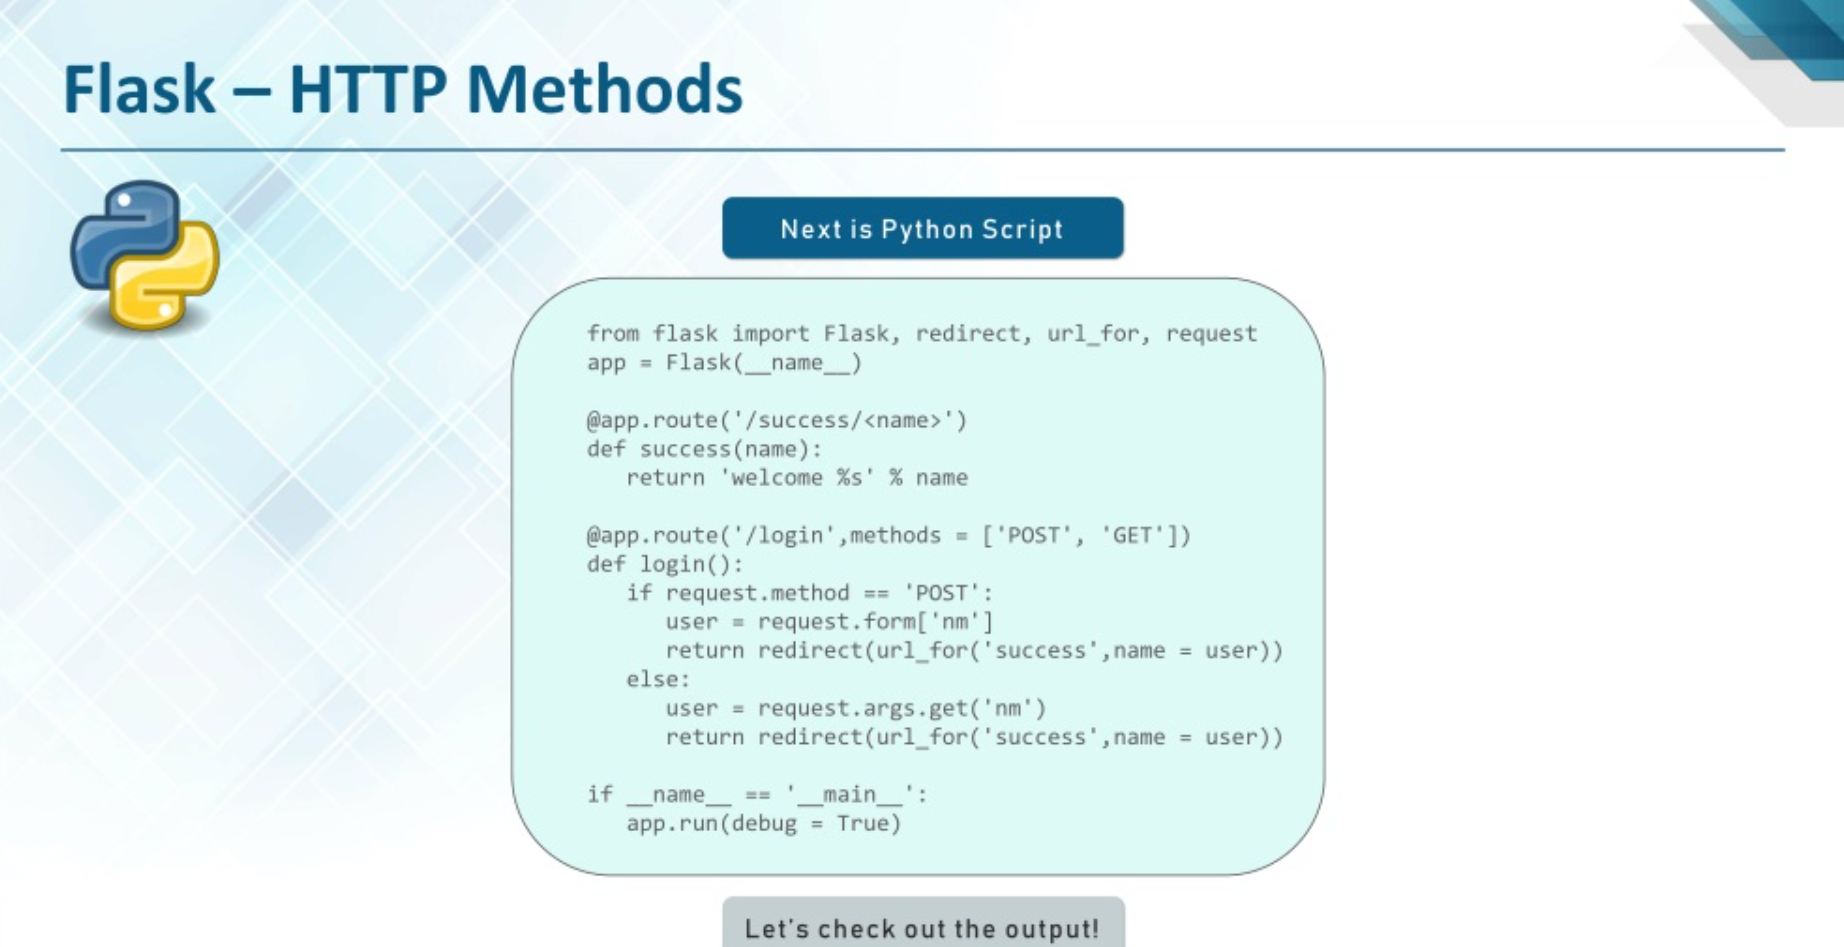 Flask – HTTP Methods
Next is Python Script
from flask import Flask, redirect, url_for, request
app = Flask(__name__)
@app.route('/success/<name>')
def success(name):
   return 'welcome %s' % name
@app.route('/login',methods = ['POST', 'GET'])
def login():
   if request.method == 'POST':
      user = request.form['nm']
      return redirect(url_for('success',name = user))
   else:
      user = request.args.get('nm')
      return redirect(url_for('success',name = user))
if __name__ == '__main__':
   app.run(debug = True)
Let's check out the output!